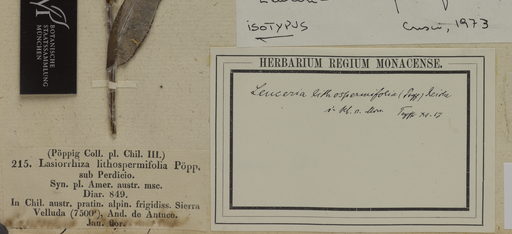 BOTANISCHE
STAATSSAMMLUNG
MÜNCHEN
ISOTYPUS
1973
HERBARIUM REGIUM MONACENSE.
Leuceria lithospermifolia (Pöpp.) Reiche
(Pöppig Coll. pl. Chil. III.)
215. Lasiorrhiza lithospermifolia Pöpp.
sub Perdicio.
Syn. pl. Amer. austr. msc.
Diar. 849.
In Chil. austr. pratin. alpin. frigidiss. Sierra
Velluda (7500'). And. de Antuco.
Jan. flor.